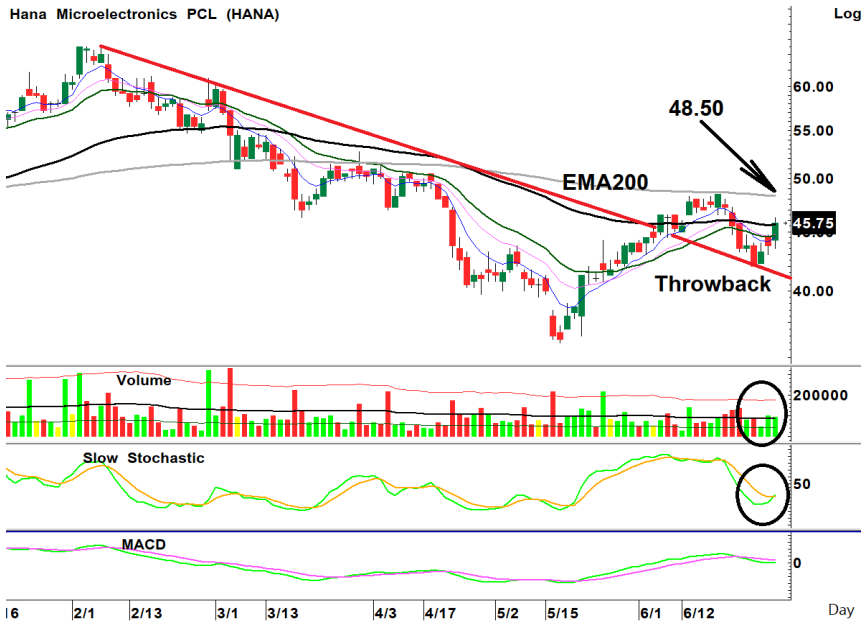 Hana Microelectronics PCL (HANA) Log
60.00
48.50
55.00
50.00
EMA200
45.75
Throwback
40.00
Volume
200000
Slow Stochastic
50
MACD
0
16 2/1 2/13 3/1 3/13 4/3 4/17 5/2 5/15 6/1 6/12 Day